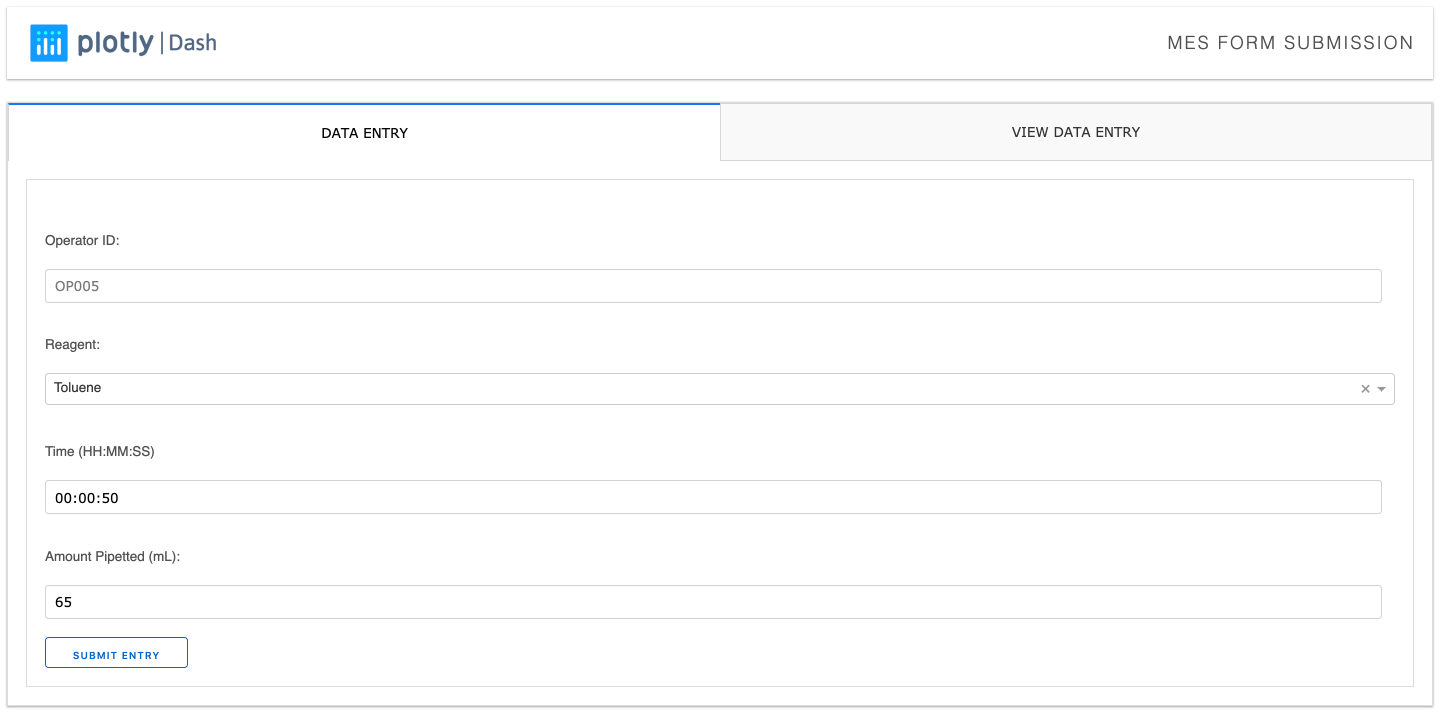 plotly | Dash
MES FORM SUBMISSION
DATA ENTRY
VIEW DATA ENTRY
Operator ID:
OP005
Reagent:
Toluene
Time (HH:MM:SS)
00:00:50
Amount Pipetted (mL):
65
SUBMIT ENTRY